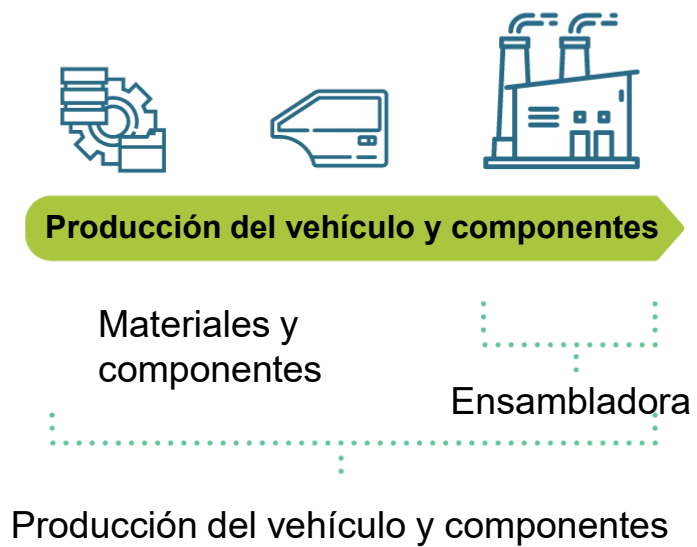 Producción del vehículo y componentes
Materiales y
componentes
Ensambladora
Producción del vehículo y componentes